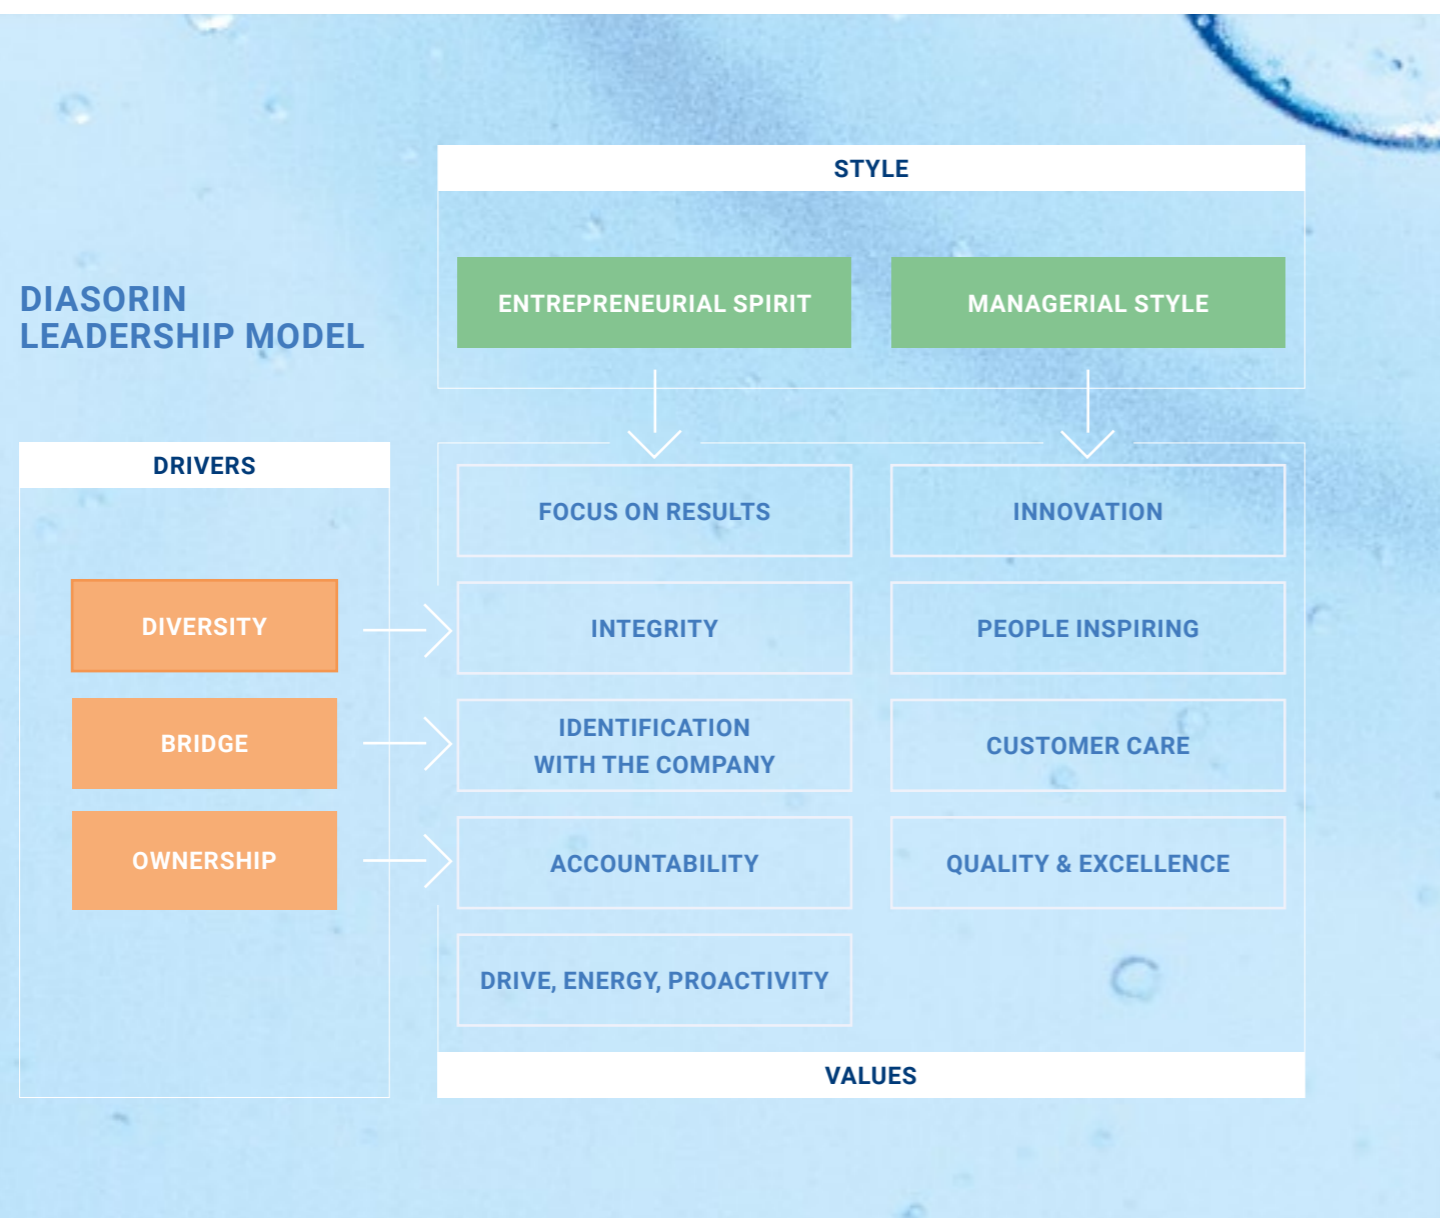 STYLE
ENTREPRENEURIAL SPIRIT
MANAGERIAL STYLE
DIASORIN
LEADERSHIP MODEL
DRIVERS
DIVERSITY
BRIDGE
OWNERSHIP
FOCUS ON RESULTS
INNOVATION
INTEGRITY
PEOPLE INSPIRING
IDENTIFICATION
WITH THE COMPANY
CUSTOMER CARE
ACCOUNTABILITY
QUALITY & EXCELLENCE
DRIVE, ENERGY, PROACTIVITY
VALUES